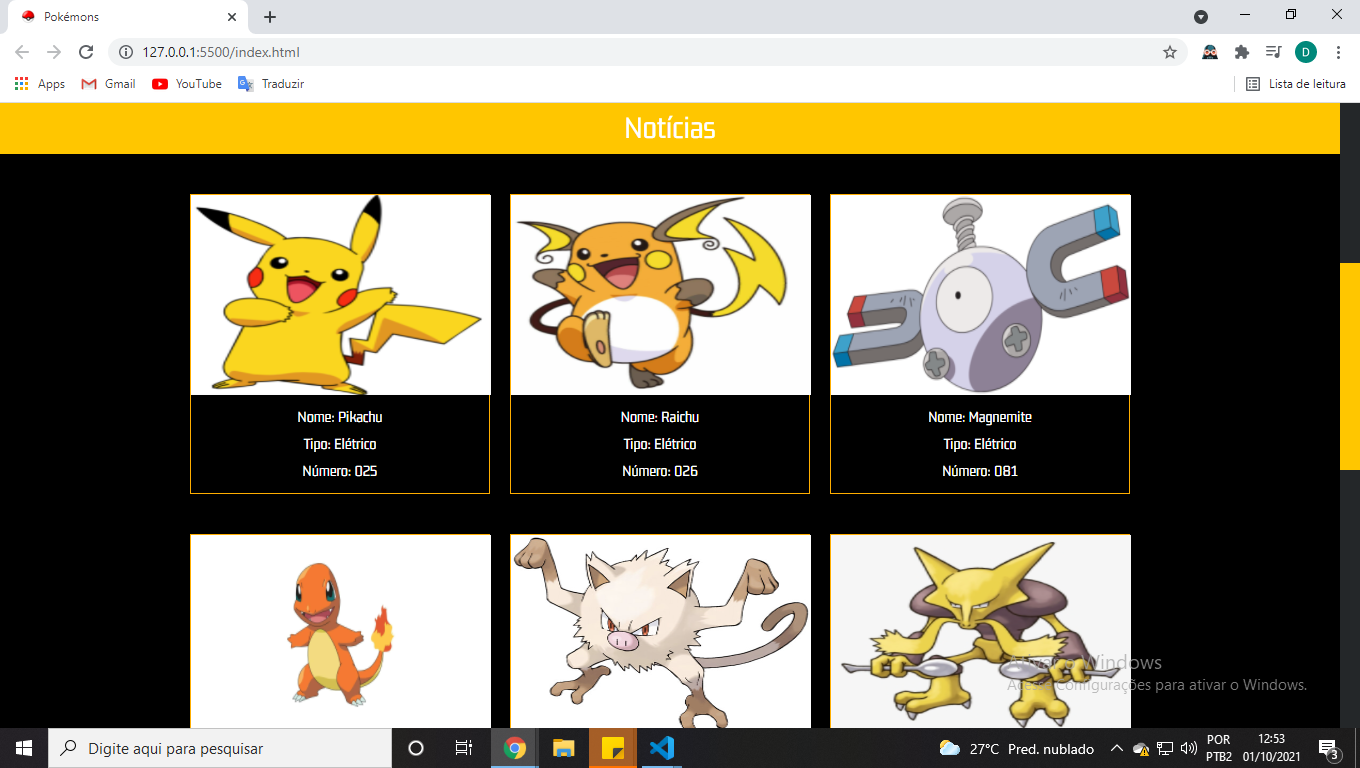 Pokémons
127.0.0.1:5500/index.html
D
Apps Gmail YouTube Traduzir Lista de leitura
Notícias
Nome: Pikachu
Tipo: Elétrico
Número: 025
Nome: Raichu
Tipo: Elétrico
Número: 026
Nome: Magnemite
Tipo: Elétrico
Número: 081
Windows
Configurações para ativar o Windows.
Digite aqui para pesquisar
27°C Pred. nublado
POR
PTB2
12:53
01/10/2021
3